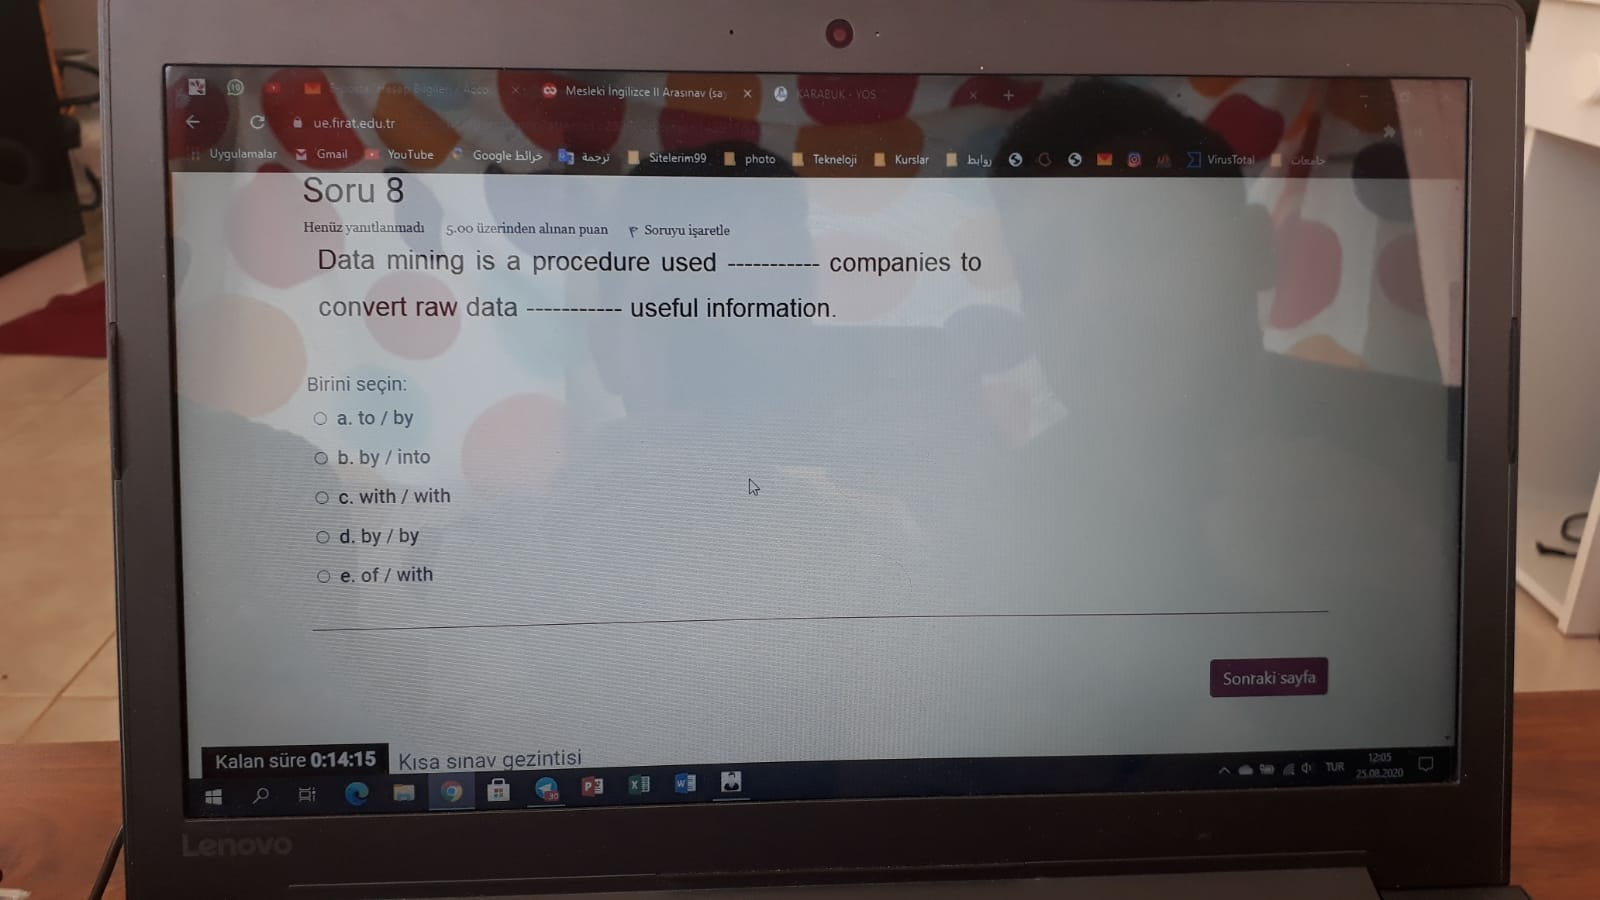 Mesleki İngilizce II Arasınav (sa
KARABUK - YOS
ue.firat.edu.tr
Uygulamalar Gmail YouTube Google خرائط ترجمة Sitelerim99 photo Tekneloji Kurslar روابط VirusTotal جامعات
Soru 8
Henüz yanıtlanmadı 5.00 üzerinden alınan puan Soruyu işaretle
Data mining is a procedure used ----------- companies to
convert raw data ----------- useful information.
Birini seçin:
a. to / by
b. by / into
c. with / with
d. by / by
e. of / with
Sonraki sayfa
Kalan süre 0:14:15 Kısa sınav gezintisi
30
TUR
12:05
25.08.2020
Lenovo